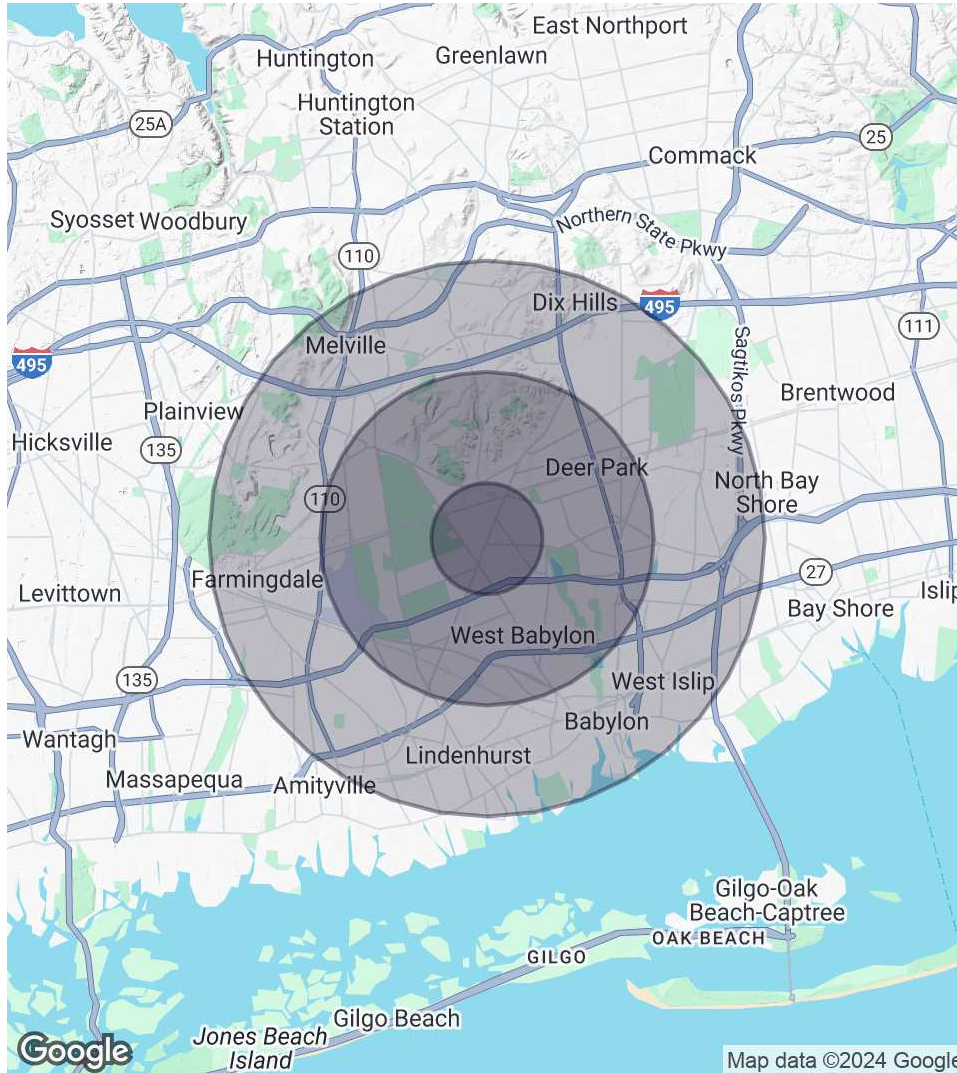 East Northport
Huntington
Greenlawn
Huntington
Station
25A
25
Commack
Syosset
Woodbury
Northern State Pkwy
110
Dix Hills
495
111
Melville
495
Sagtikos Pkwy
Brentwood
Plainview
Hicksville
135
Deer Park
North Bay
Shore
110
Farmingdale
27
Levittown
Bay Shore
Islip
West Babylon
135
West Islip
Babylon
Wantagh
Lindenhurst
Massapequa
Amityville
Gilgo-Oak
Beach-Captree
OAK BEACH
GILGO
Gilgo Beach
Jones Beach
Island
Google
Map data ©2024 Google